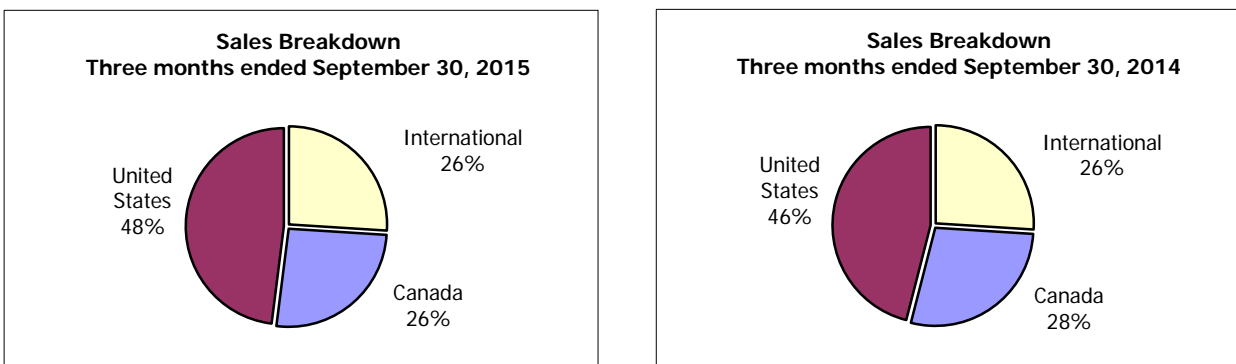 Sales Breakdown
Three months ended September 30, 2015
International
26%
United
States
48%
Canada
26%
Sales Breakdown
Three months ended September 30, 2014
International
26%
United
States
46%
Canada
28%